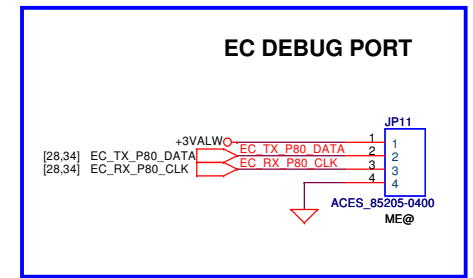 EC DEBUG PORT
JP11
+3VALW
1 1
[28,34] EC_TX_P80_DATA EC_TX_P80_DATA 2 2
[28,34] EC_RX_P80_CLK EC_RX_P80_CLK 3 3
4 4
ACES_85205-0400
ME@